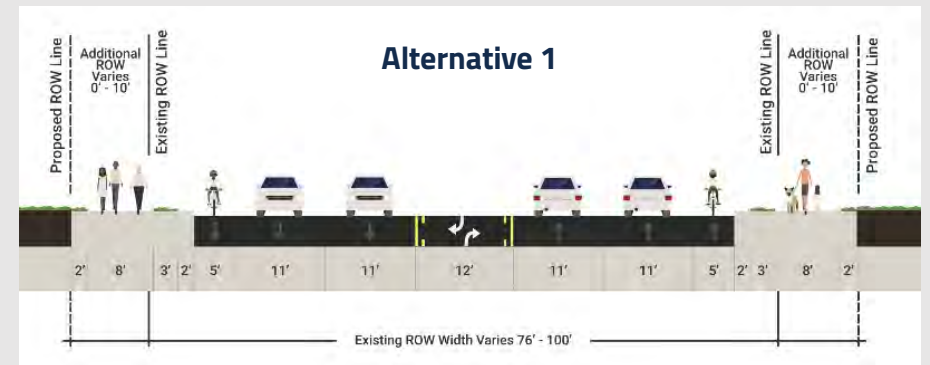 Alternative 1
Proposed ROW Line
Additional
ROW
Varies
0' - 10'
Existing ROW Line
Existing ROW Line
Additional
ROW
Varies
0' - 10'
Proposed ROW Line
2' 8' 3' 2' 5' 11' 11' 12' 11' 11' 5' 2' 3' 8' 2'
Existing ROW Width Varies 76' - 100'